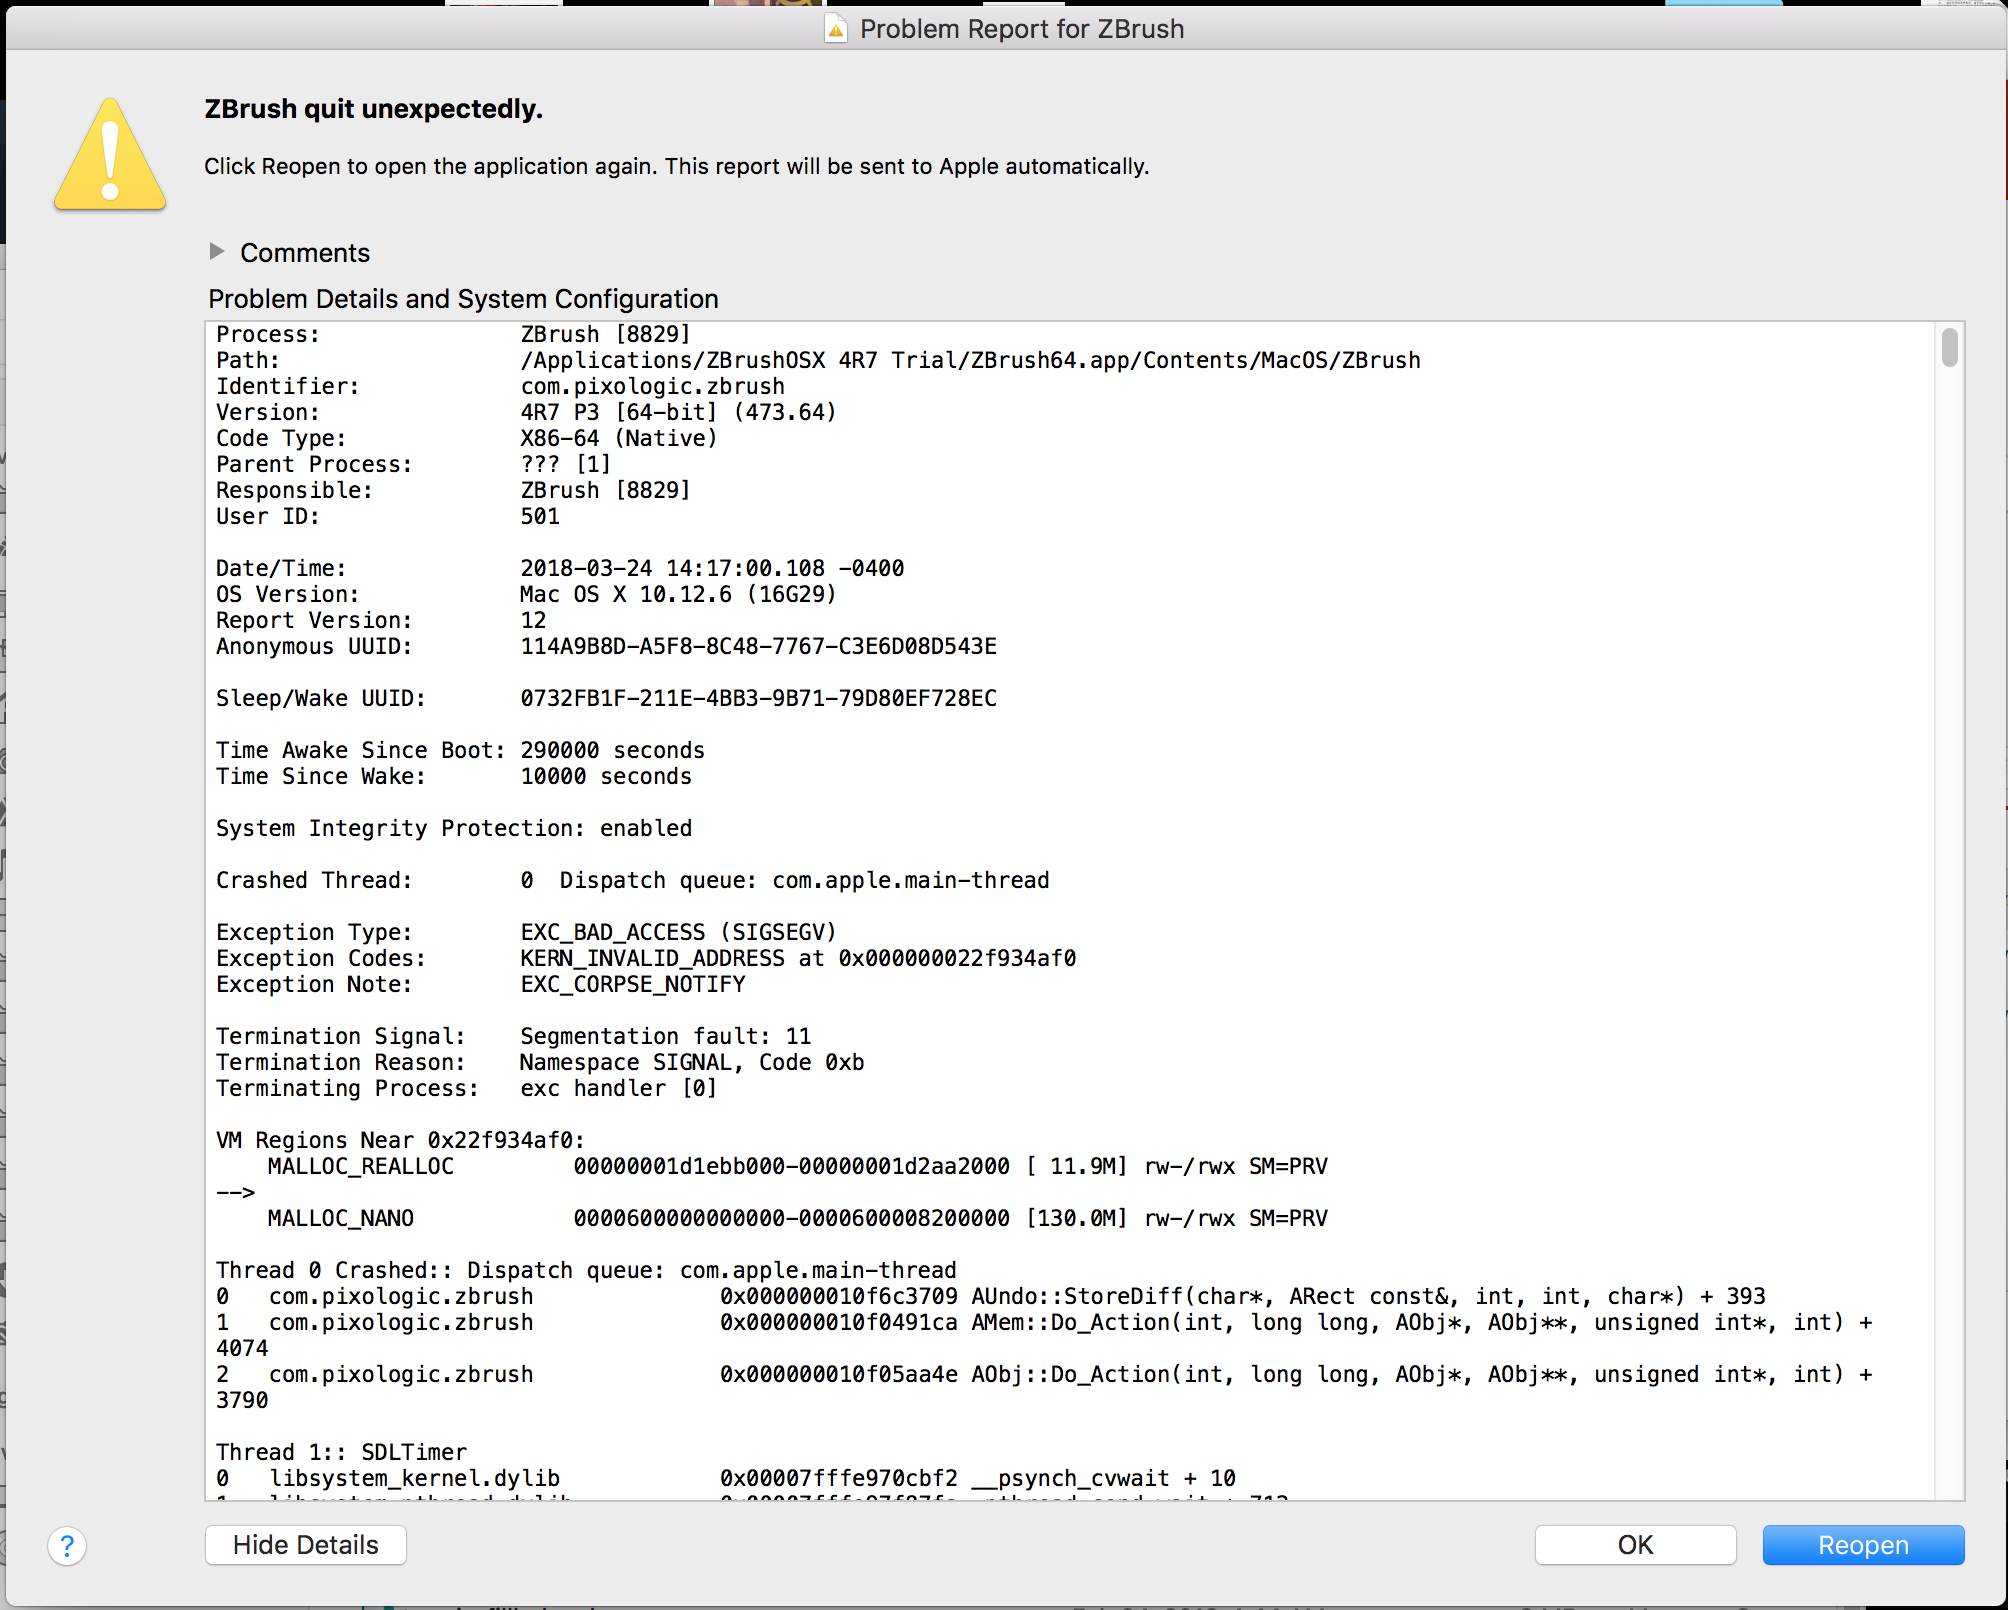 Problem Report for ZBrush
ZBrush quit unexpectedly.
Click Reopen to open the application again. This report will be sent to Apple automatically.
Comments
Problem Details and System Configuration
Process: ZBrush [8829]
Path: /Applications/ZBrushOSX 4R7 Trial/ZBrush64.app/Contents/MacOS/ZBrush
Identifier: com.pixologic.zbrush
Version: 4R7 P3 [64-bit] (473.64)
Code Type: X86-64 (Native)
Parent Process: ??? [1]
Responsible: ZBrush [8829]
User ID: 501
Date/Time: 2018-03-24 14:17:00.108 -0400
OS Version: Mac OS X 10.12.6 (16G29)
Report Version: 12
Anonymous UUID: 114A9B8D-A5F8-8C48-7767-C3E6D08D543E
Sleep/Wake UUID: 0732FB1F-211E-4BB3-9B71-79D80EF728EC
Time Awake Since Boot: 290000 seconds
Time Since Wake: 10000 seconds
System Integrity Protection: enabled
Crashed Thread: 0 Dispatch queue: com.apple.main-thread
Exception Type: EXC_BAD_ACCESS (SIGSEGV)
Exception Codes: KERN_INVALID_ADDRESS at 0x000000022f934af0
Exception Note: EXC_CORPSE_NOTIFY
Termination Signal: Segmentation fault: 11
Termination Reason: Namespace SIGNAL, Code 0xb
Terminating Process: exc handler [0]
VM Regions Near 0x22f934af0:
MALLOC_REALLOC 00000001d1ebb000-00000001d2aa2000 [ 11.9M] rw-/rwx SM=PRV
-->
MALLOC_NANO 0000600000000000-0000600008200000 [130.0M] rw-/rwx SM=PRV
Thread 0 Crashed:: Dispatch queue: com.apple.main-thread
0 com.pixologic.zbrush 0x000000010f6c3709 AUndo::StoreDiff(char*, ARect const&, int, int, char*) + 393
1 com.pixologic.zbrush 0x000000010f0491ca AMem::Do_Action(int, long long, AObj*, AObj**, unsigned int*, int) +
4074
2 com.pixologic.zbrush 0x000000010f05aa4e AObj::Do_Action(int, long long, AObj*, AObj**, unsigned int*, int) +
3790
Thread 1:: SDLTimer
0 libsystem_kernel.dylib 0x00007fffe970cbf2 __psynch_cvwait + 10
?
Hide Details
OK
Reopen